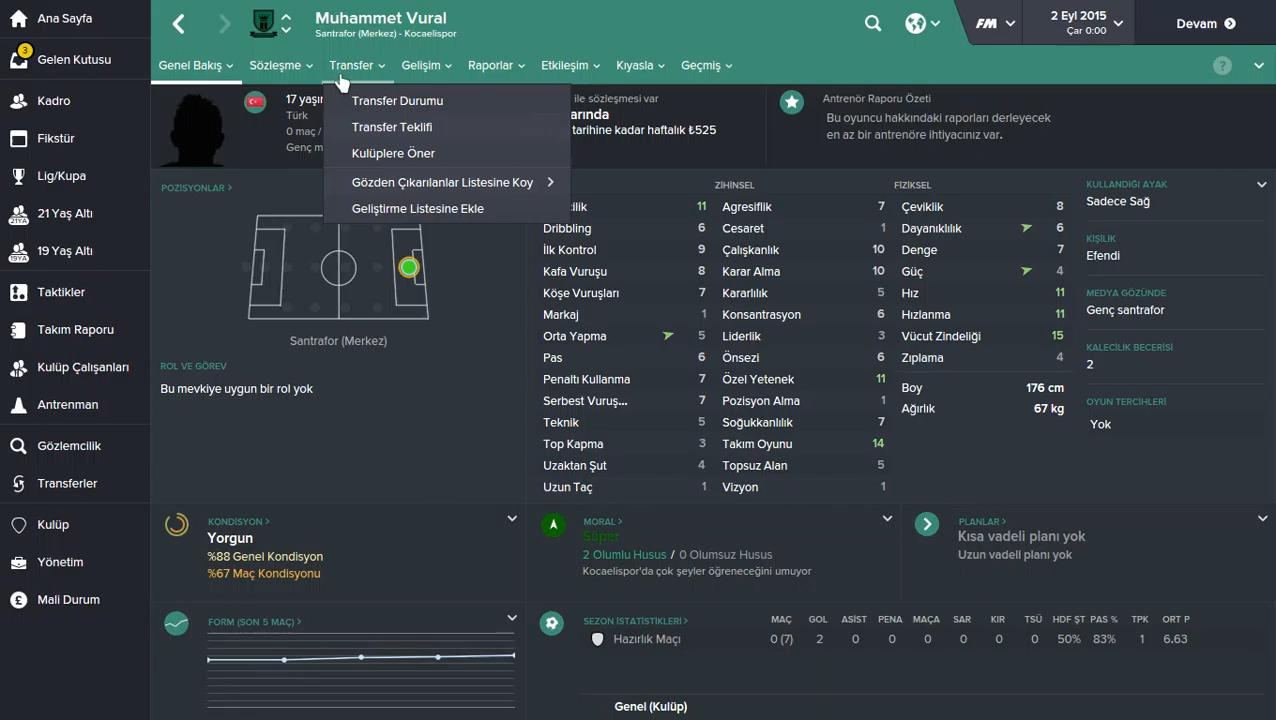 Ana Sayfa
3
Gelen Kutusu
Kadro
Fikstür
Lig/Kupa
21YA
21 Yaş Altı
19YA
19 Yaş Altı
Taktikler
Takım Raporu
Kulüp Çalışanları
Antrenman
Gözlemcilik
Transferler
Kulüp
Yönetim
Mali Durum
Muhammet Vural
Santrafor (Merkez) - Kocaelispor
FM
2 Eyl 2015
Çar 0:00
Devam
Genel Bakış
Sözleşme
Transfer
Gelişim
Raporlar
Etkileşim
Kıyasla
Geçmiş
?
Transfer Durumu
Transfer Teklifi
Kulüplere Öner
Gözden Çıkarılanlar Listesine Koy
Geliştirme Listesine Ekle
17 yaşın
Türk
0 maç /
Genç m
ile sözleşmesi var
arında
tarihine kadar haftalık ₺525
Antrenör Raporu Özeti
Bu oyuncu hakkındaki raporları derleyecek
en az bir antrenöre ihtiyacınız var.
POZİSYONLAR >
Santrafor (Merkez)
ROL VE GÖREV
Bu mevkiye uygun bir rol yok
11
Dribbling 6
İlk Kontrol 9
Kafa Vuruşu 8
Köşe Vuruşları 7
Markaj 1
Orta Yapma 5
Pas 6
Penaltı Kullanma 7
Serbest Vuruş... 7
Teknik 5
Top Kapma 3
Uzaktan Şut 4
Uzun Taç 1
ZİHİNSEL
Agresiflik 7
Cesaret 1
Çalışkanlık 10
Karar Alma 10
Kararlılık 5
Konsantrasyon 6
Liderlik 3
Önsezi 6
Özel Yetenek 11
Pozisyon Alma 1
Soğukkanlılık 7
Takım Oyunu 14
Topsuz Alan 5
Vizyon 1
FİZİKSEL
Çeviklik 8
Dayanıklılık 6
Denge 7
Güç 4
Hız 11
Hızlanma 11
Vücut Zindeliği 15
Zıplama 4
Boy 176 cm
Ağırlık 67 kg
KULLANDIĞI AYAK
Sadece Sağ
KİŞİLİK
Efendi
MEDYA GÖZÜNDE
Genç santrafor
KALECİLİK BECERİSİ
2
OYUN TERCİHLERİ
Yok
KONDİSYON >
Yorgun
%88 Genel Kondisyon
%67 Maç Kondisyonu
MORAL >
Süper
2 Olumlu Husus / 0 Olumsuz Husus
Kocaelispor'da çok şeyler öğreneceğini umuyor
PLANLAR >
Kısa vadeli planı yok
Uzun vadeli planı yok
FORM (SON 5 MAÇ) >
SEZON İSTATİSTİKLERİ > MAÇ GOL ASİST PENA MAÇA SAR KIR TSÜ HDF ŞT PAS % TPK ORT P
Hazırlık Maçı 0 (7) 2 0 0 0 0 0 0 50% 83% 1 6.63
Genel (Kulüp)